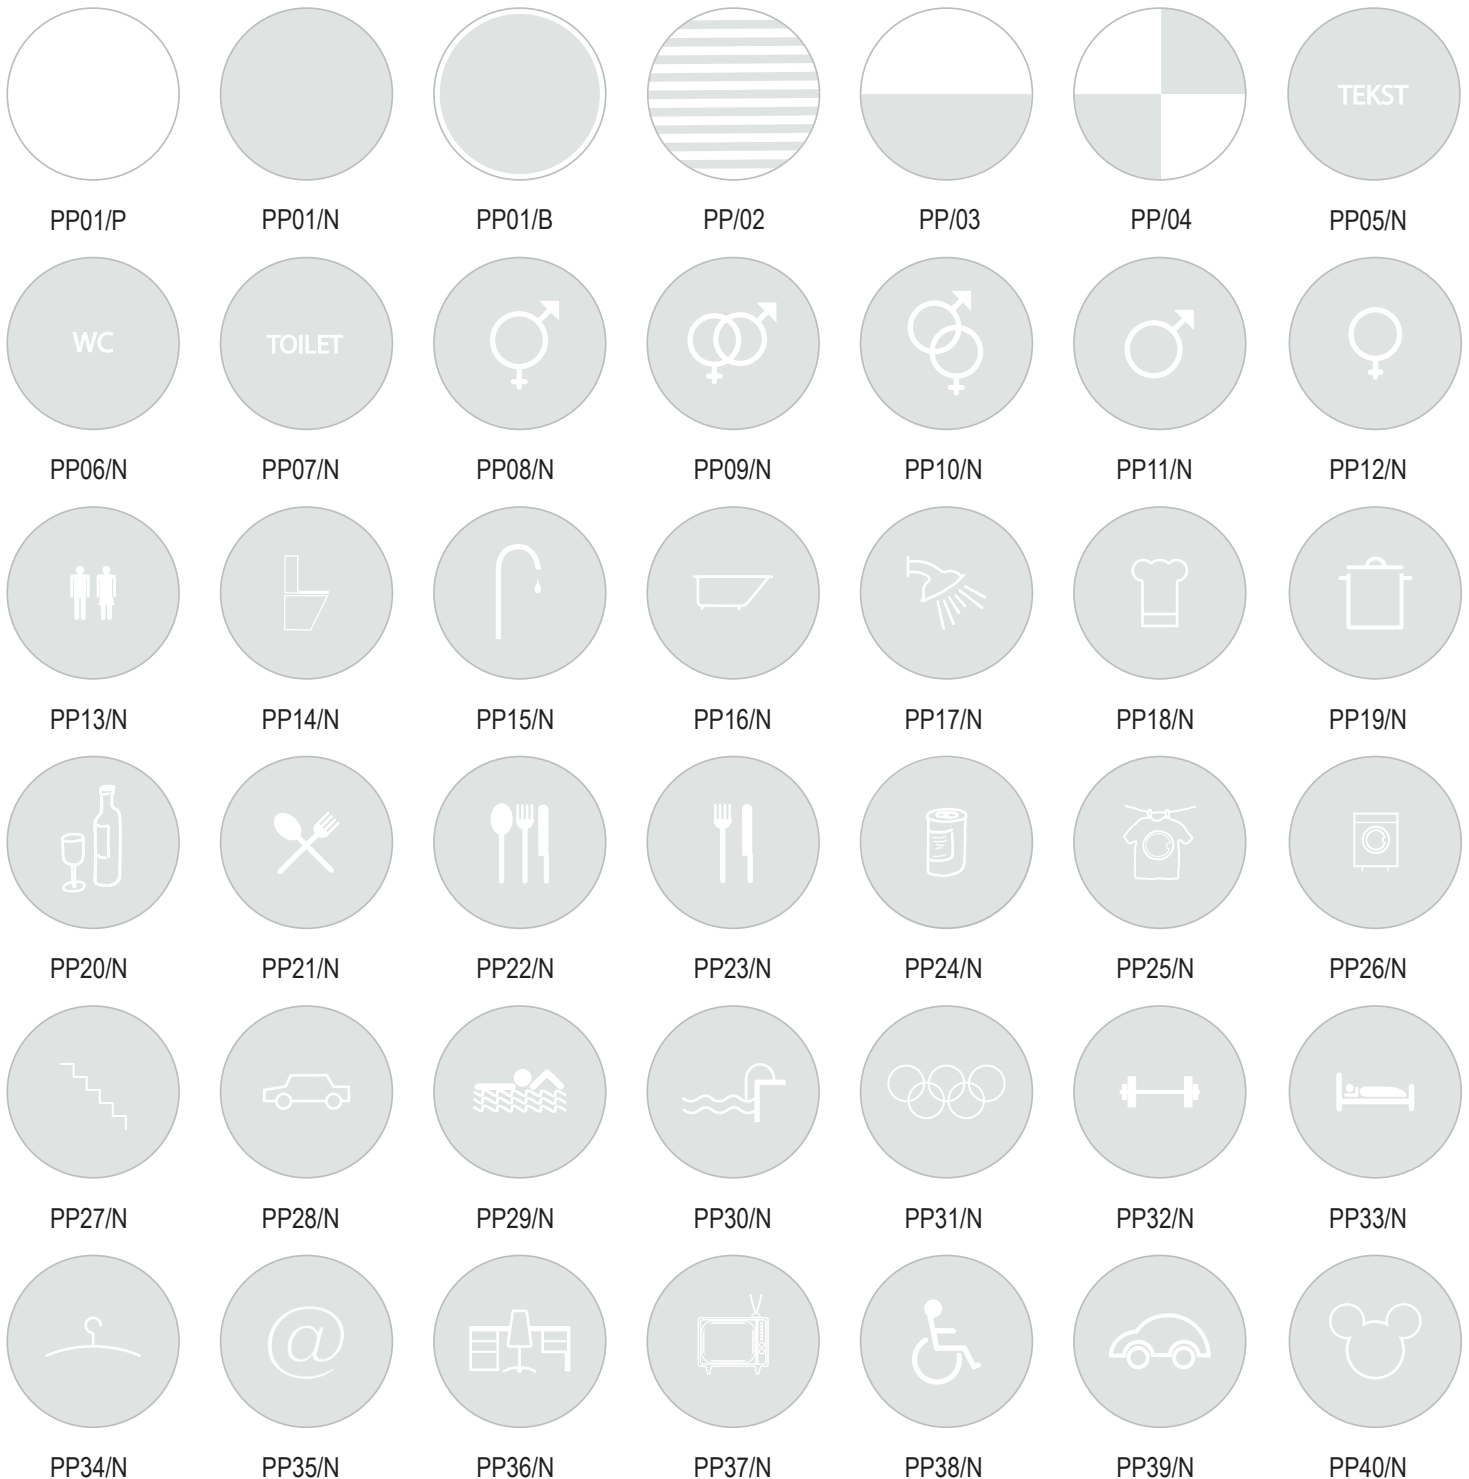 TEKST
PP01/P PP01/N PP01/B PP/02 PP/03 PP/04 PP05/N
WC TOILET
PP06/N PP07/N PP08/N PP09/N PP10/N PP11/N PP12/N
PP13/N PP14/N PP15/N PP16/N PP17/N PP18/N PP19/N
PP20/N PP21/N PP22/N PP23/N PP24/N PP25/N PP26/N
PP27/N PP28/N PP29/N PP30/N PP31/N PP32/N PP33/N
@
PP34/N PP35/N PP36/N PP37/N PP38/N PP39/N PP40/N